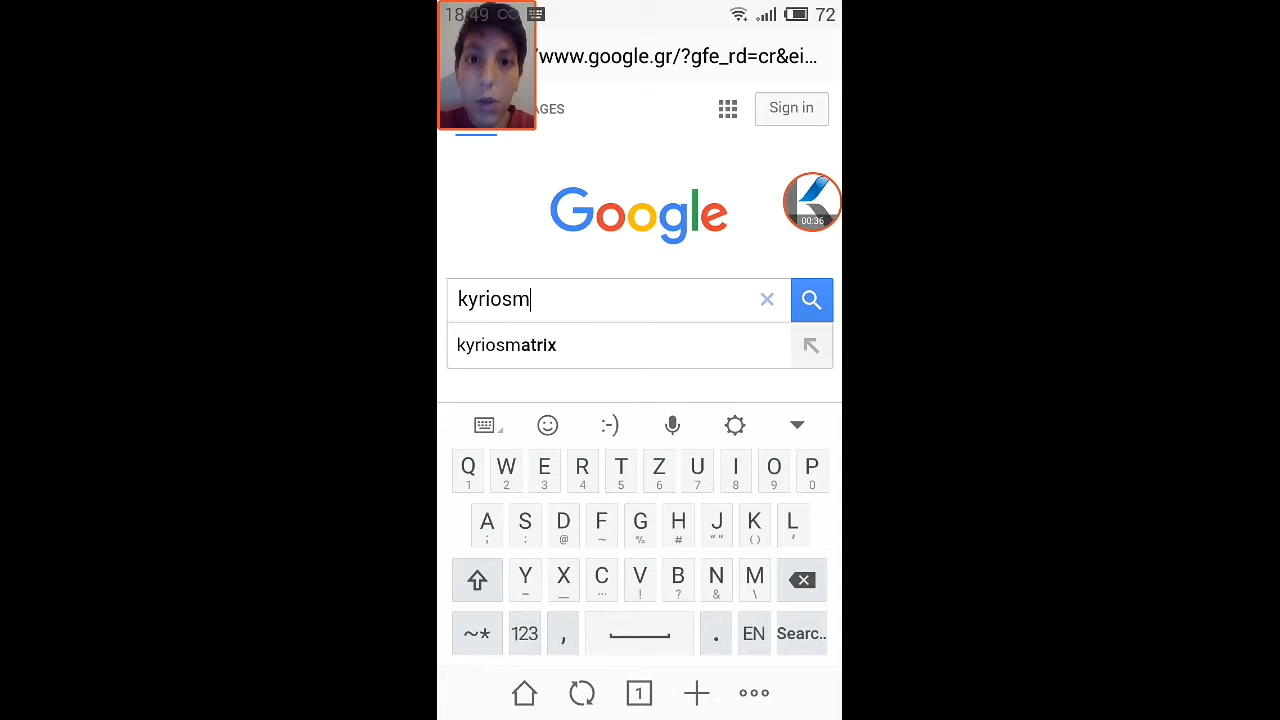 18:49 72
/www.google.gr/?gfe_rd=cr&ei...
AGES Sign in
Google
00:36
kyriosm
kyriosmatrix
:-)
Q W E R T Z U I O P
1 2 3 4 5 6 7 8 9 0
A S D F G H J K L
; : @ ~ % # “” () ’
Y X C V B N M
– __ ... ! ? & \
~* 123 , . EN Searc..
1